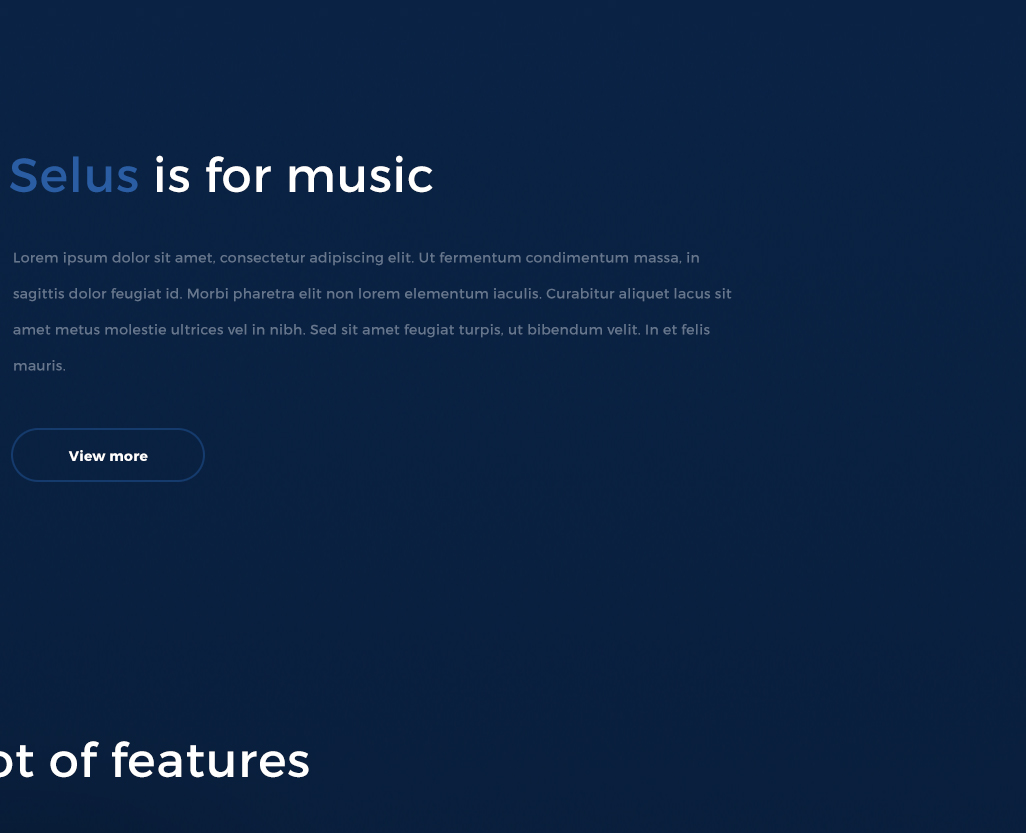 Selus is for music
Lorem ipsum dolor sit amet, consectetur adipiscing elit. Ut fermentum condimentum massa, in
sagittis dolor feugiat id. Morbi pharetra elit non lorem elementum iaculis. Curabitur aliquet lacus sit
amet metus molestie ultrices vel in nibh. Sed sit amet feugiat turpis, ut bibendum velit. In et felis
mauris.
View more
of features